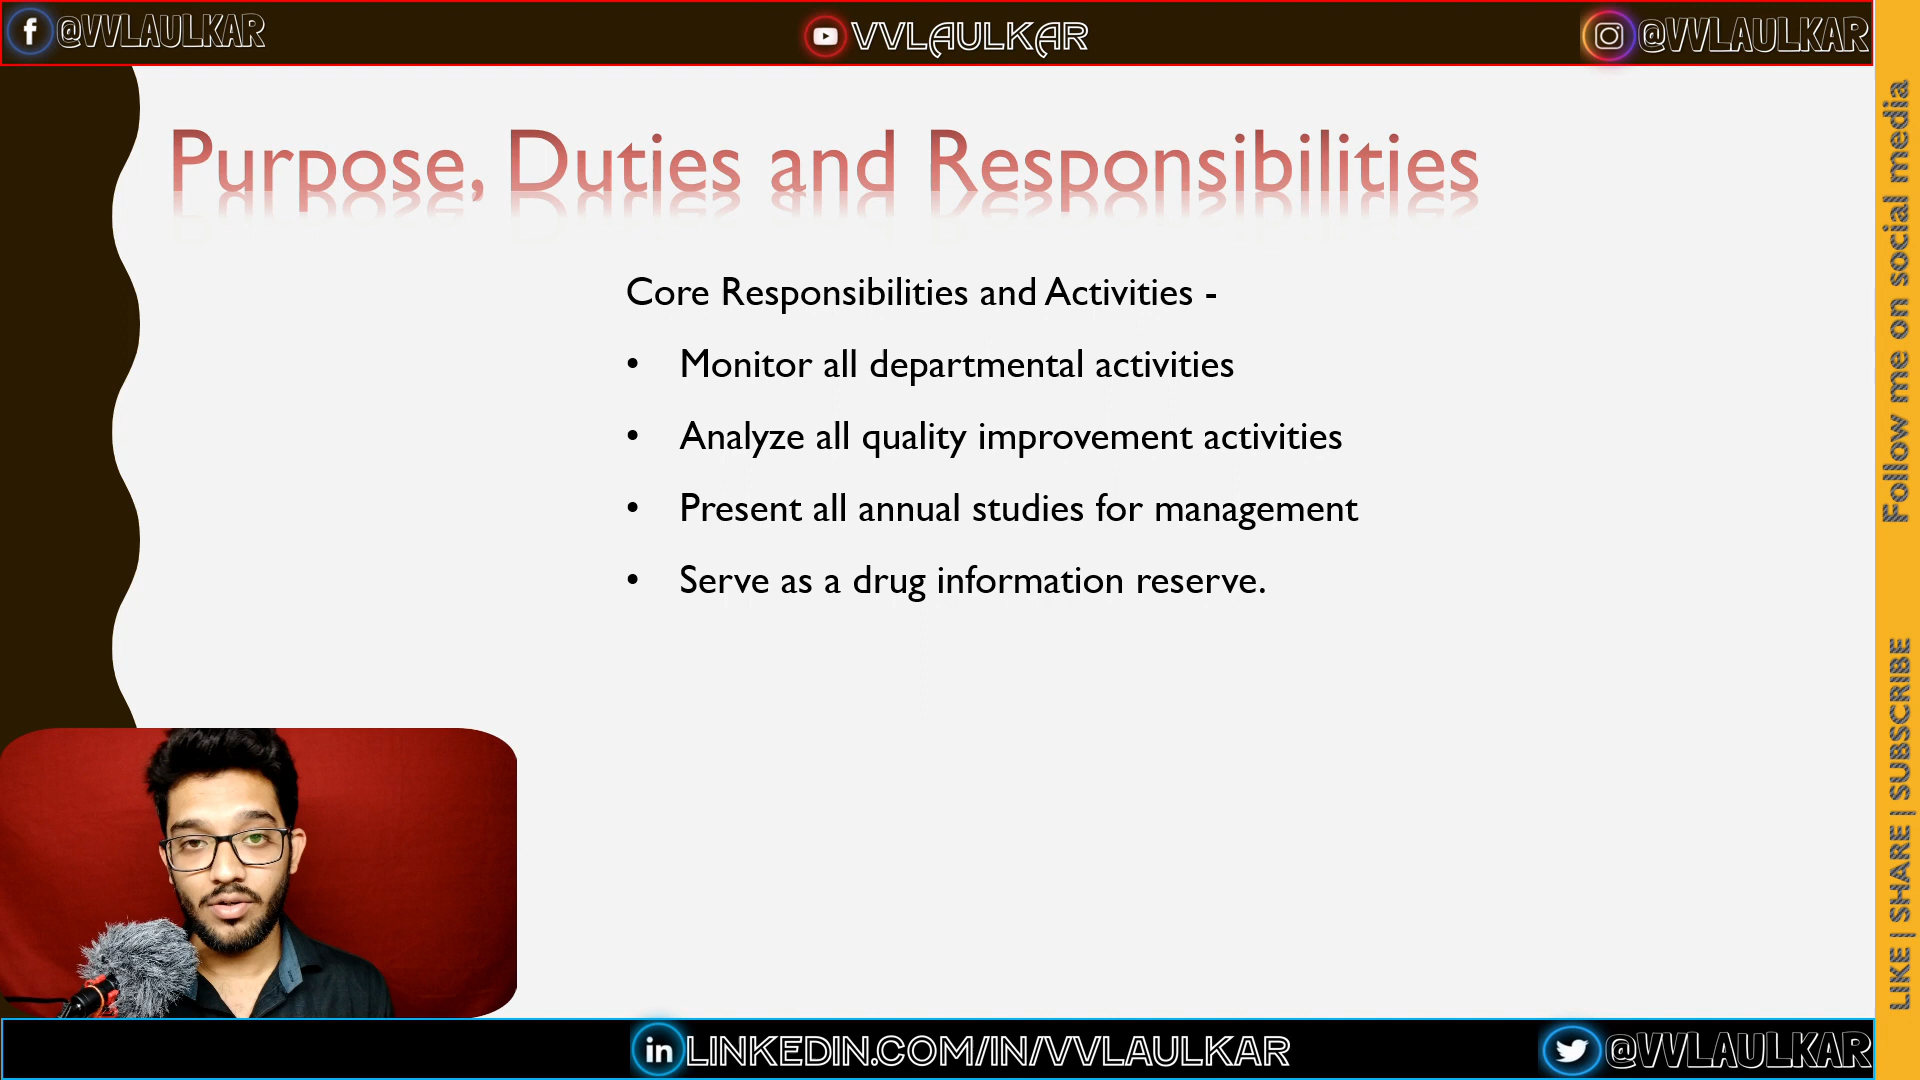 @VVLAULKAR
VVLAULKAR
@VVLAULKAR
Purpose, Duties and Responsibilities
Core Responsibilities and Activities -
• Monitor all departmental activities
• Analyze all quality improvement activities
• Present all annual studies for management
• Serve as a drug information reserve.
Follow me on social media
LIKE | SHARE | SUBSCRIBE
LINKEDIN.COM/IN/VVLAULKAR
@VVLAULKAR